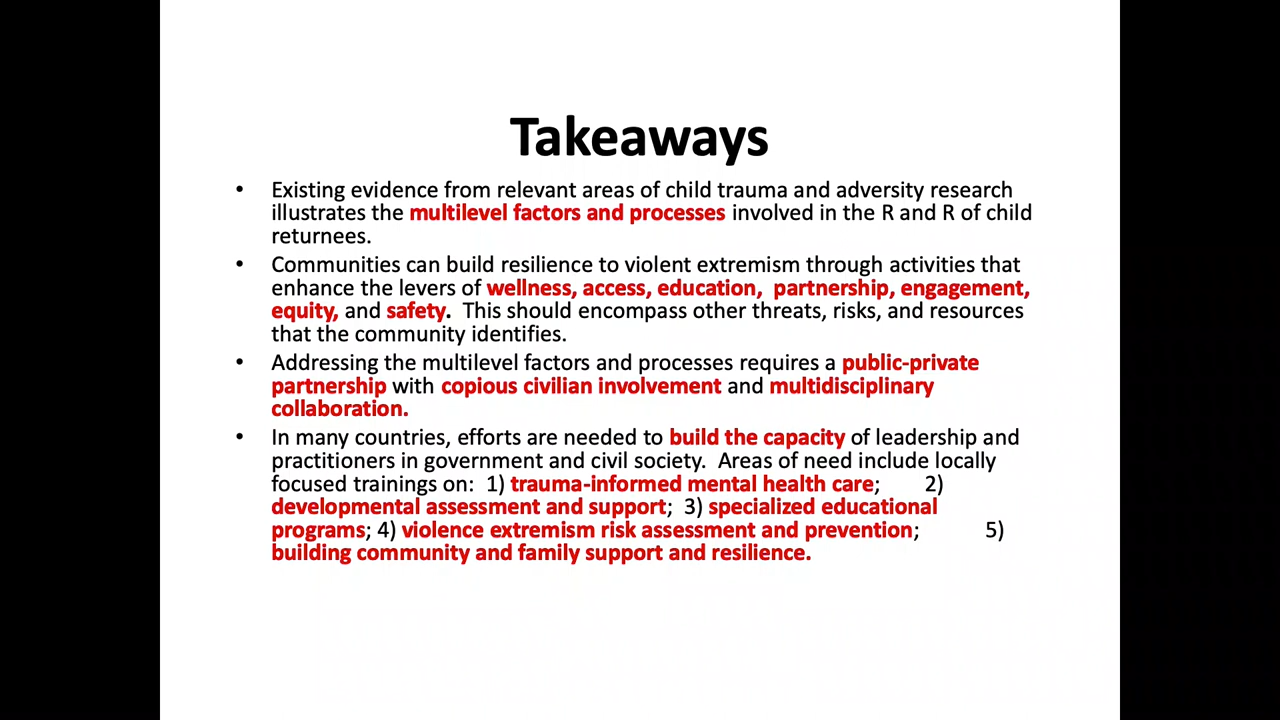 Takeaways
• Existing evidence from relevant areas of child trauma and adversity research
illustrates the multilevel factors and processes involved in the R and R of child
returnees.
• Communities can build resilience to violent extremism through activities that
enhance the levers of wellness, access, education,  partnership, engagement,
equity, and safety.  This should encompass other threats, risks, and resources
that the community identifies.
• Addressing the multilevel factors and processes requires a public-private
partnership with copious civilian involvement and multidisciplinary
collaboration.
• In many countries, efforts are needed to build the capacity of leadership and
practitioners in government and civil society.  Areas of need include locally
focused trainings on:  1) trauma-informed mental health care;       2)
developmental assessment and support;  3) specialized educational
programs; 4) violence extremism risk assessment and prevention;          5)
building community and family support and resilience.